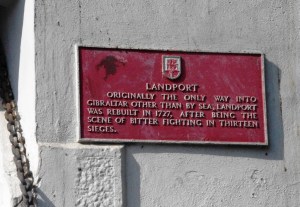 LANDPORT
ORIGINALLY THE ONLY WAY INTO
GIBRALTAR OTHER THAN BY SEA, LANDPORT
WAS REBUILT IN 1727, AFTER BEING THE
SCENE OF BITTER FIGHTING IN THIRTEEN
SIEGES.